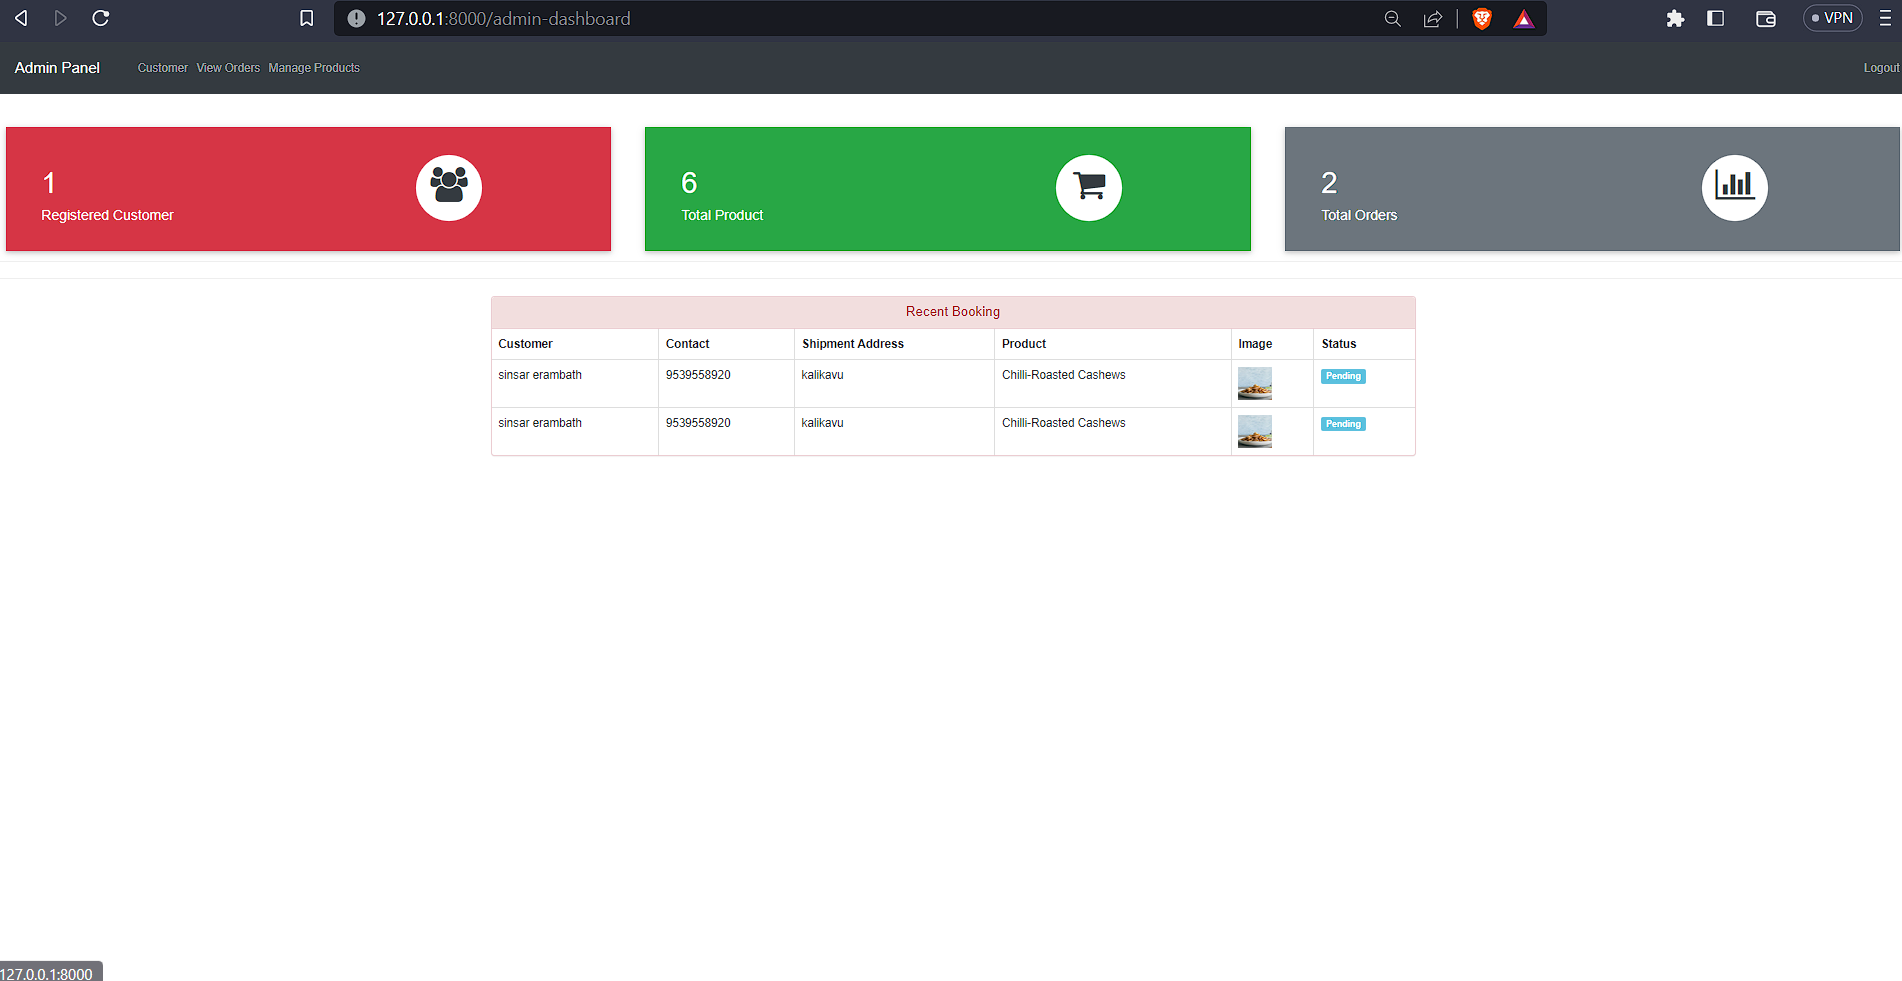 127.0.0.1:8000/admin-dashboard
VPN
Admin Panel Customer View Orders Manage Products Logout
1
Registered Customer
6
Total Product
2
Total Orders
Recent Booking
Customer Contact Shipment Address Product Image Status
sinsar erambath 9539558920 kalikavu Chilli-Roasted Cashews Pending
sinsar erambath 9539558920 kalikavu Chilli-Roasted Cashews Pending
127.0.0.1:8000